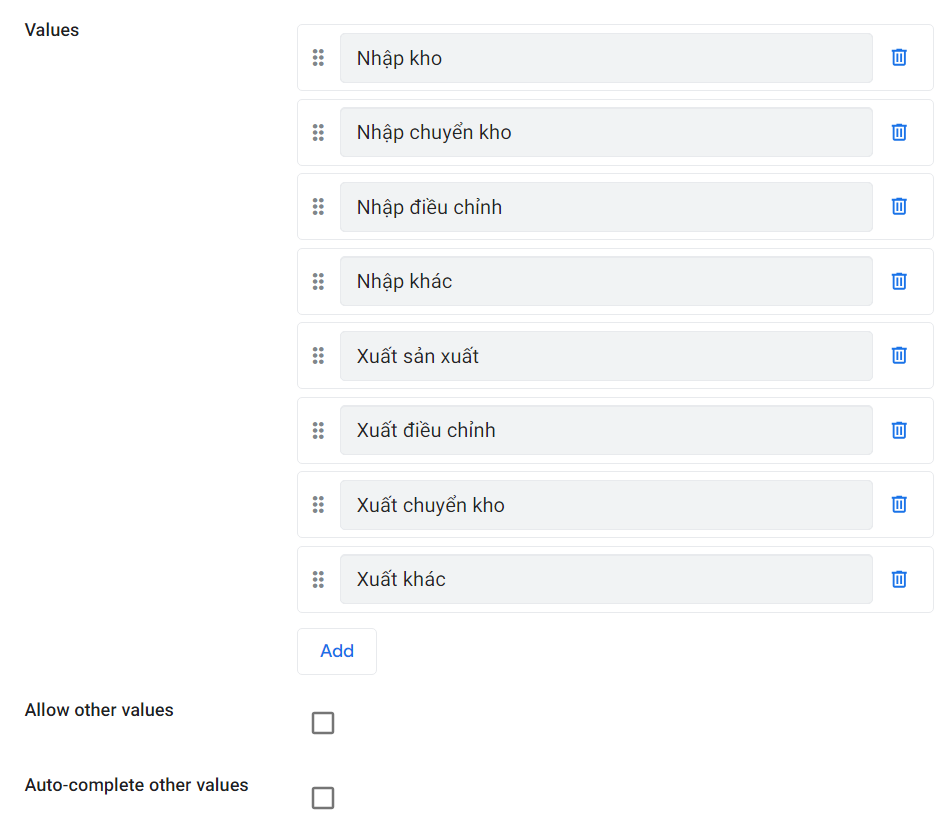 Values
Nhập kho
Nhập chuyển kho
Nhập điều chỉnh
Nhập khác
Xuất sản xuất
Xuất điều chỉnh
Xuất chuyển kho
Xuất khác
Add
Allow other values
Auto-complete other values